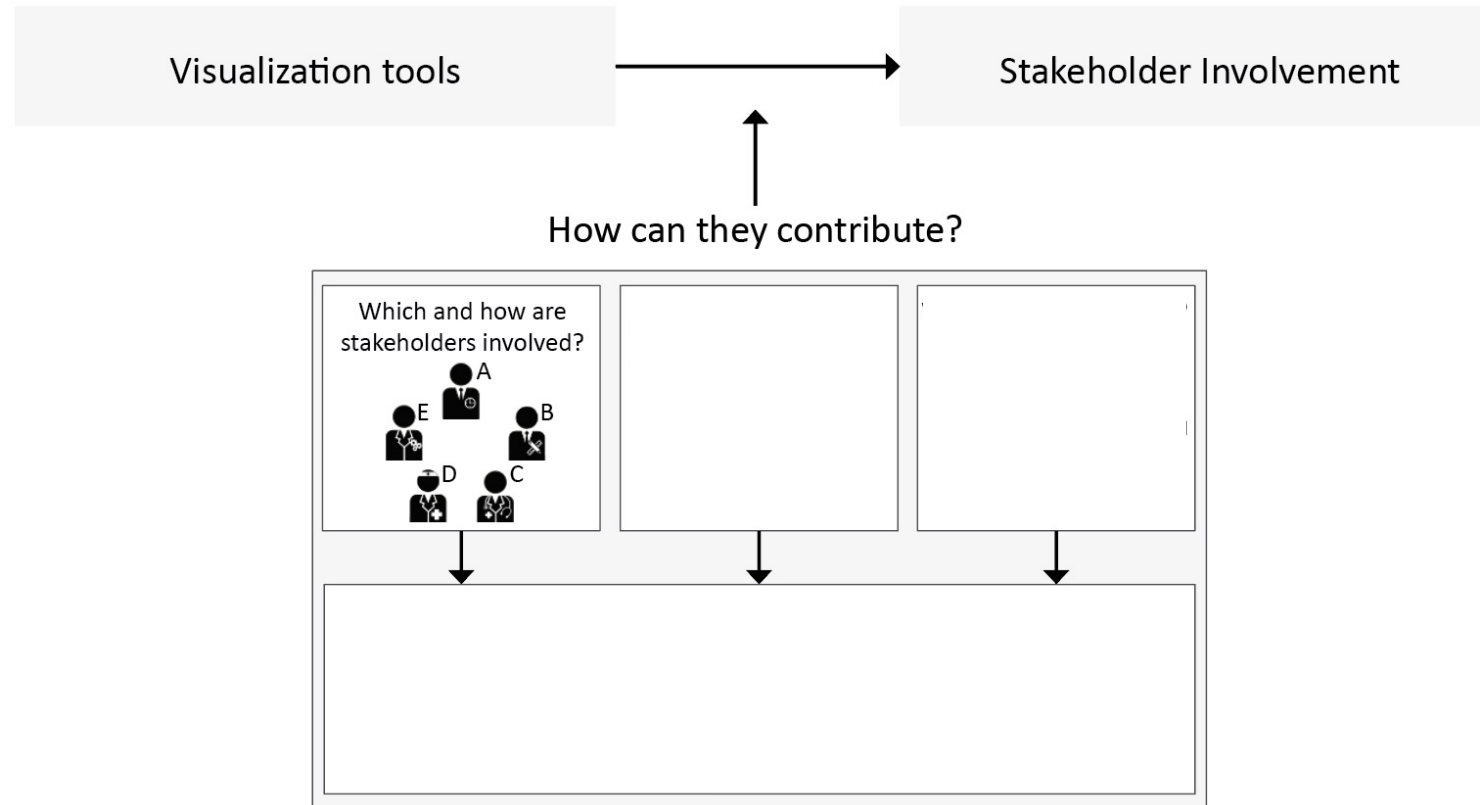 Visualization tools
Stakeholder Involvement
How can they contribute?
Which and how are
stakeholders involved?
A
E
B
D
C